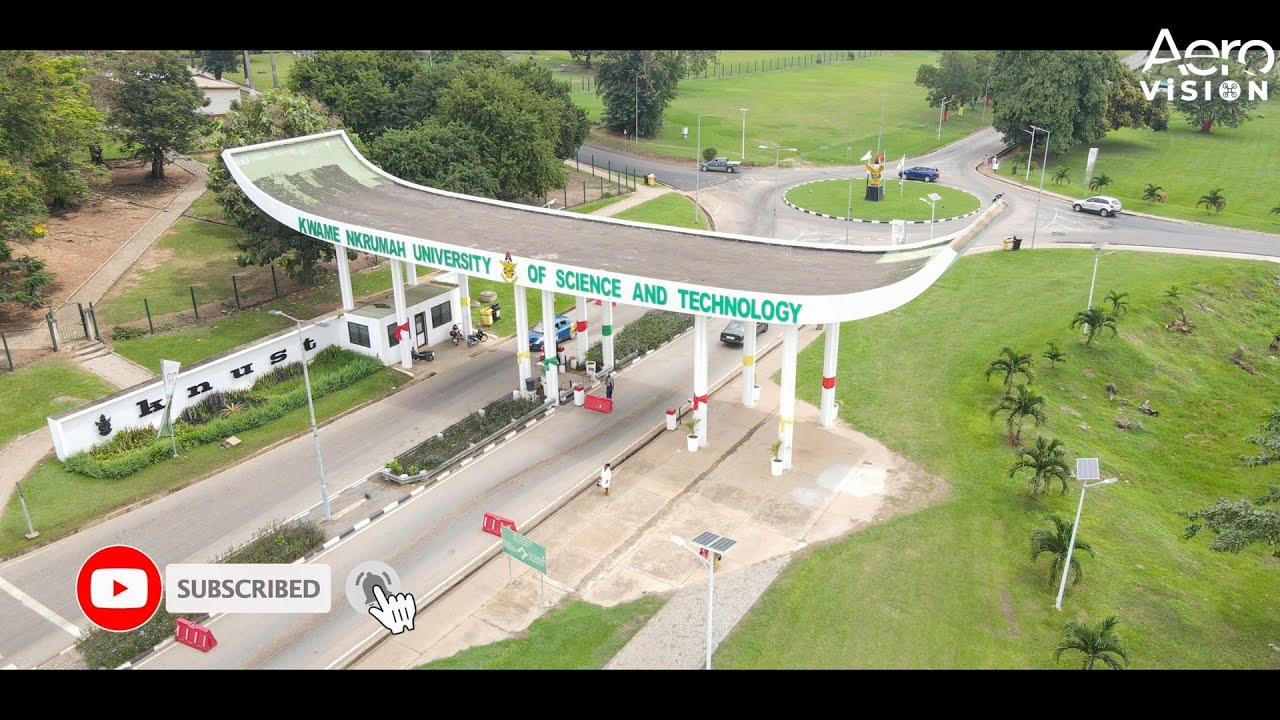 Aero
VISION
KWAME NKRUMAH UNIVERSITY OF SCIENCE AND TECHNOLOGY
knust
SUBSCRIBED